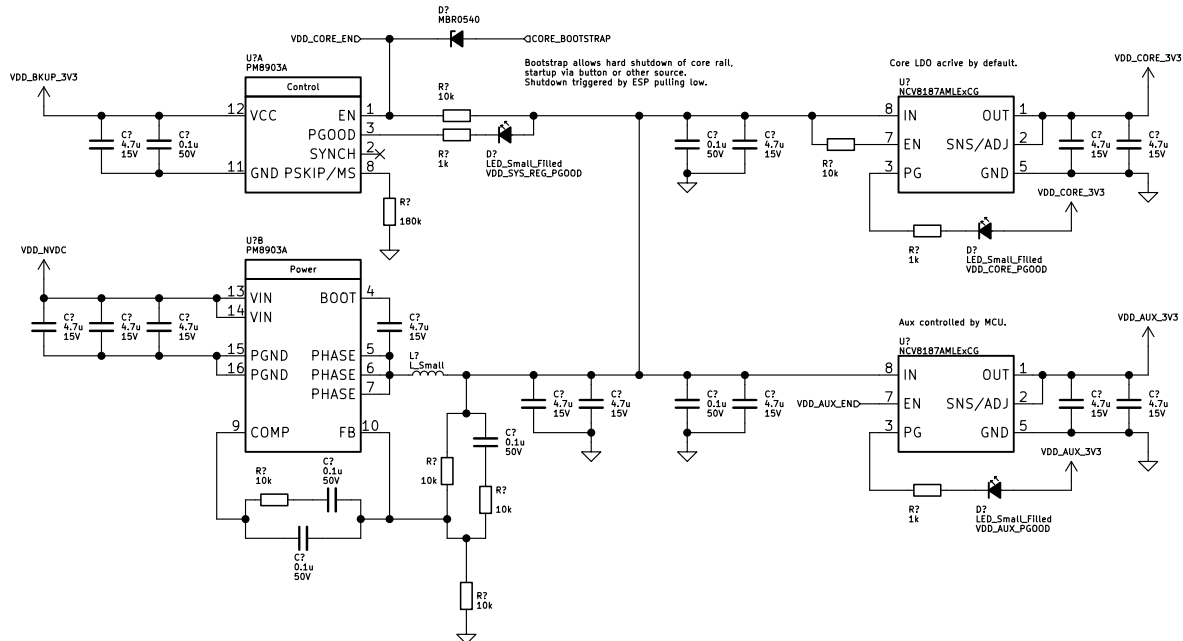 D?
MBR0540
VDD_CORE_EN
CORE_BOOTSTRAP
Bootstrap allows hard shutdown of core rail,
startup via button or other source.
Shutdown triggered by ESP pulling low.
Core LDO acrive by default.
VDD_CORE_3V3
VDD_BKUP_3V3
U?A
PM8903A
Control
12 VCC
EN 1
PGOOD 3
SYNCH 2
11 GND
PSKIP/MS 8
C?
4.7u
15V
C?
0.1u
50V
R?
10k
R?
1k
D?
LED_Small_Filled
VDD_SYS_REG_PGOOD
R?
180k
C?
0.1u
50V
C?
4.7u
15V
R?
10k
U?
NCV8187AMLExCG
8 IN
7 EN
3 PG
OUT 1
SNS/ADJ 2
GND 5
C?
4.7u
15V
C?
4.7u
15V
VDD_CORE_3V3
R?
1k
D?
LED_Small_Filled
VDD_CORE_PGOOD
VDD_NVDC
U?B
PM8903A
Power
13 VIN
14 VIN
15 PGND
16 PGND
9 COMP
BOOT 4
PHASE 5
PHASE 6
PHASE 7
FB 10
C?
4.7u
15V
C?
4.7u
15V
C?
4.7u
15V
C?
4.7u
15V
L?
L_Small
C?
4.7u
15V
C?
4.7u
15V
C?
0.1u
50V
C?
4.7u
15V
Aux controlled by MCU.
VDD_AUX_3V3
U?
NCV8187AMLExCG
VDD_AUX_EN
8 IN
7 EN
3 PG
OUT 1
SNS/ADJ 2
GND 5
C?
4.7u
15V
C?
4.7u
15V
VDD_AUX_3V3
R?
1k
D?
LED_Small_Filled
VDD_AUX_PGOOD
R?
10k
C?
0.1u
50V
C?
0.1u
50V
R?
10k
C?
0.1u
50V
R?
10k
R?
10k